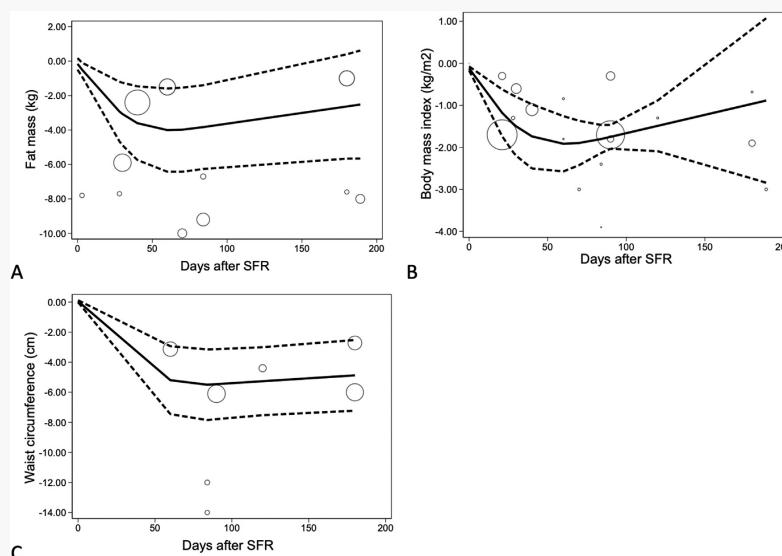 2.00
0.00
-2.00
-4.00
-6.00
-8.00
-10.00
Fat mass (kg)
0 50 100 150 200
Days after SFR
A
0.00
-1.00
-2.00
-3.00
-4.00
Body mass index (kg/m2)
0 50 100 150 200
Days after SFR
B
0.00
-2.00
-4.00
-6.00
-8.00
-10.00
-12.00
-14.00
Waist circumference (cm)
0 50 100 150 200
Days after SFR
C